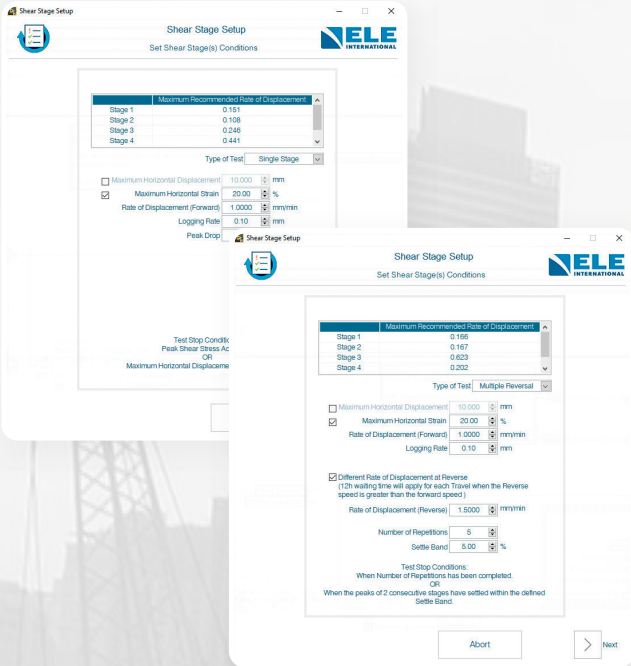 Shear Stage Setup
Shear Stage Setup
Set Shear Stage(s) Conditions
NELE
INTERNATIONAL
Maximum Recommended Rate of Displacement
Stage 1 0.151
Stage 2 0.108
Stage 3 0.246
Stage 4 0.441
Type of Test Single Stage
Maximum Horizontal Displacement 10.000 mm
Maximum Horizontal Strain 20.00 %
Rate of Displacement (Forward) 1.0000 mm/min
Logging Rate 0.10 mm
Peak Drop
Test Stop Conditio
Peak Shear Stress Ac
OR
Maximum Horizontal Displaceme
Shear Stage Setup
Shear Stage Setup
Set Shear Stage(s) Conditions
NELE
INTERNATIONAL
Maximum Recommended Rate of Displacement
Stage 1 0.166
Stage 2 0.167
Stage 3 0.623
Stage 4 0.202
Type of Test Multiple Reversal
Maximum Horizontal Displacement 10.000 mm
Maximum Horizontal Strain 20.00 %
Rate of Displacement (Forward) 1.0000 mm/min
Logging Rate 0.10 mm
Different Rate of Displacement at Reverse
(12h waiting time will apply for each Travel when the Reverse
speed is greater than the forward speed )
Rate of Displacement (Reverse) 1.5000 mm/min
Number of Repetitions 5
Settle Band 5.00 %
Test Stop Conditions:
When Number of Repetitions has been completed.
OR
When the peaks of 2 consecutive stages have settled within the defined
Settle Band.
Abort
Next